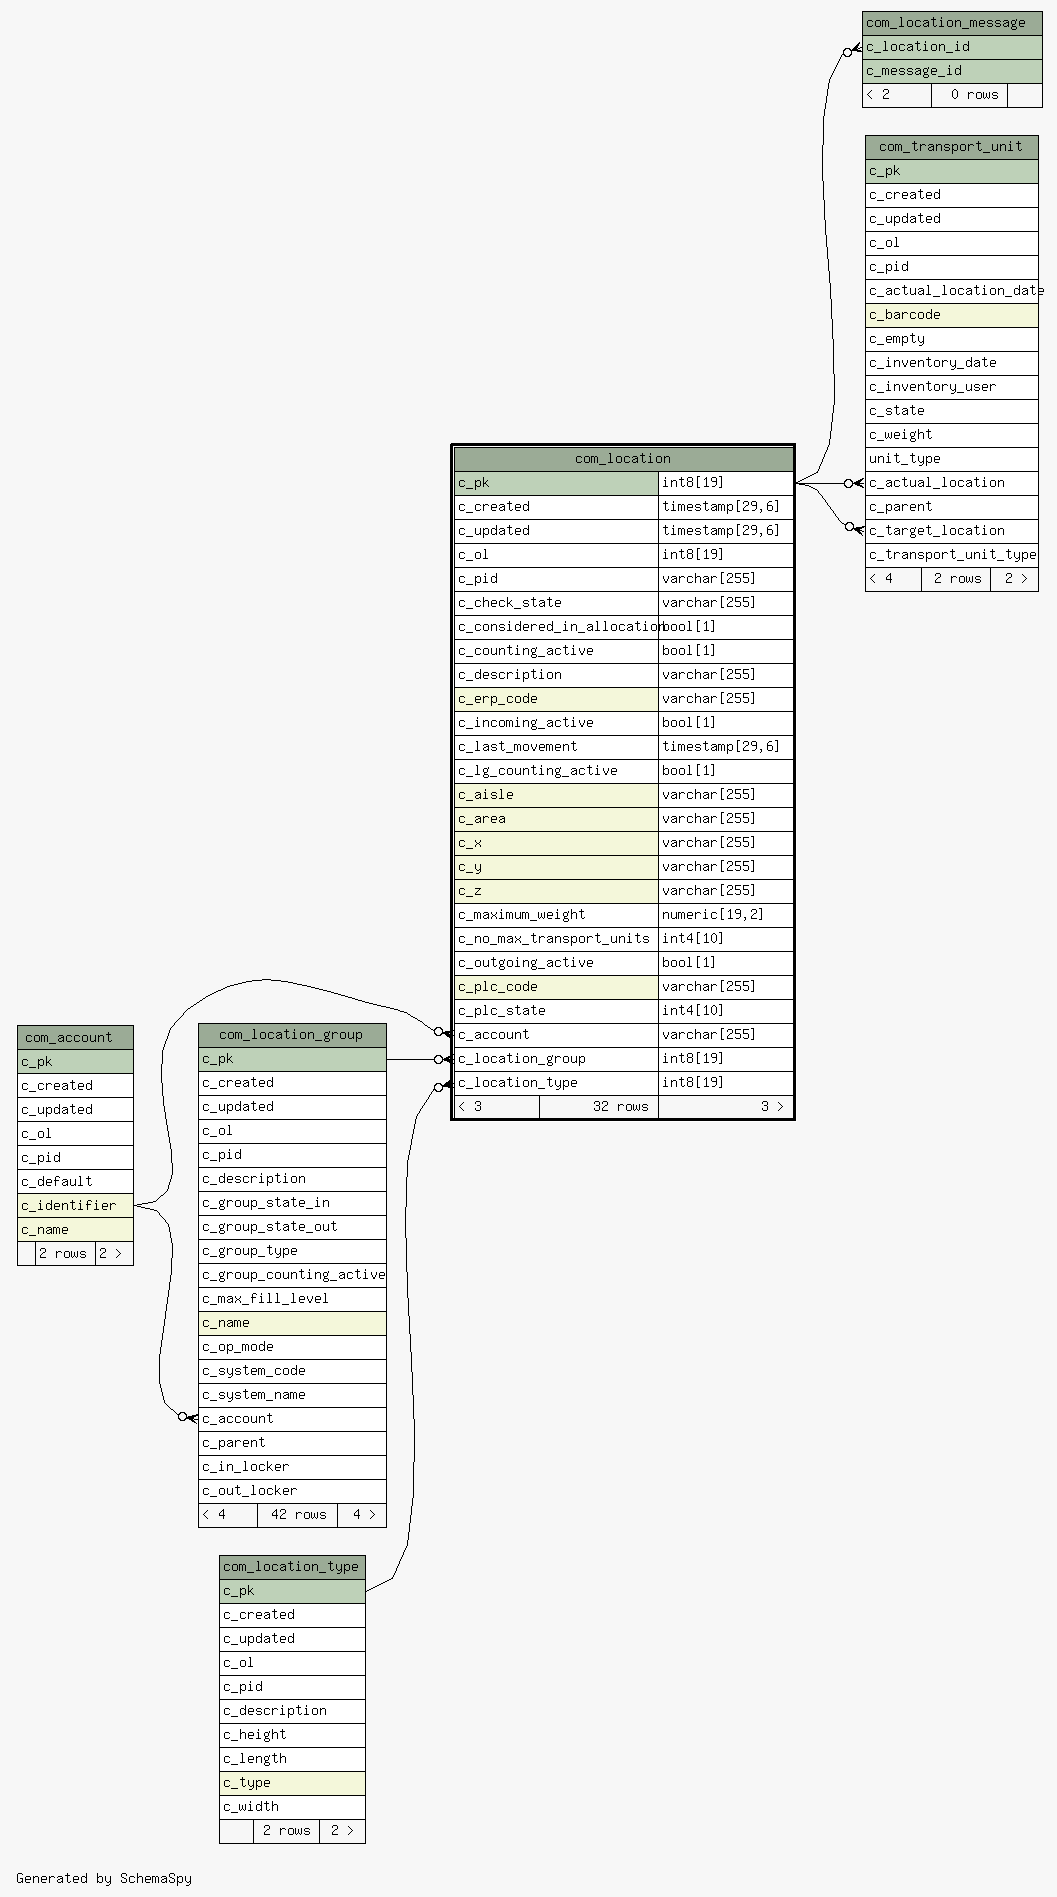 com_location_message
c_location_id
c_message_id
< 2 0 rows
com_transport_unit
c_pk
c_created
c_updated
c_ol
c_pid
c_actual_location_date
c_barcode
c_empty
c_inventory_date
c_inventory_user
c_state
c_weight
unit_type
c_actual_location
c_parent
c_target_location
c_transport_unit_type
< 4 2 rows 2 >
com_location
c_pk int8[19]
c_created timestamp[29,6]
c_updated timestamp[29,6]
c_ol int8[19]
c_pid varchar[255]
c_check_state varchar[255]
c_considered_in_allocation bool[1]
c_counting_active bool[1]
c_description varchar[255]
c_erp_code varchar[255]
c_incoming_active bool[1]
c_last_movement timestamp[29,6]
c_lg_counting_active bool[1]
c_aisle varchar[255]
c_area varchar[255]
c_x varchar[255]
c_y varchar[255]
c_z varchar[255]
c_maximum_weight numeric[19,2]
c_no_max_transport_units int4[10]
c_outgoing_active bool[1]
c_plc_code varchar[255]
c_plc_state int4[10]
c_account varchar[255]
c_location_group int8[19]
c_location_type int8[19]
< 3 32 rows 3 >
com_account
c_pk
c_created
c_updated
c_ol
c_pid
c_default
c_identifier
c_name
2 rows 2 >
com_location_group
c_pk
c_created
c_updated
c_ol
c_pid
c_description
c_group_state_in
c_group_state_out
c_group_type
c_group_counting_active
c_max_fill_level
c_name
c_op_mode
c_system_code
c_system_name
c_account
c_parent
c_in_locker
c_out_locker
< 4 42 rows 4 >
com_location_type
c_pk
c_created
c_updated
c_ol
c_pid
c_description
c_height
c_length
c_type
c_width
2 rows 2 >
Generated by SchemaSpy